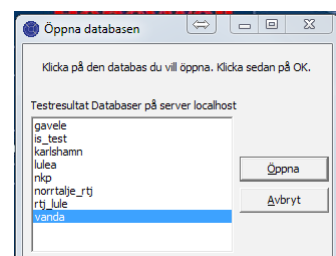 Öppna databasen
Klicka på den databas du vill öppna. Klicka sedan på OK.
Testresultat Databaser på server localhost
gavele
is_test
karlshamn
lulea
nkp
norrtalje_rtj
rtj_lule
vanda
Öppna
Avbryt